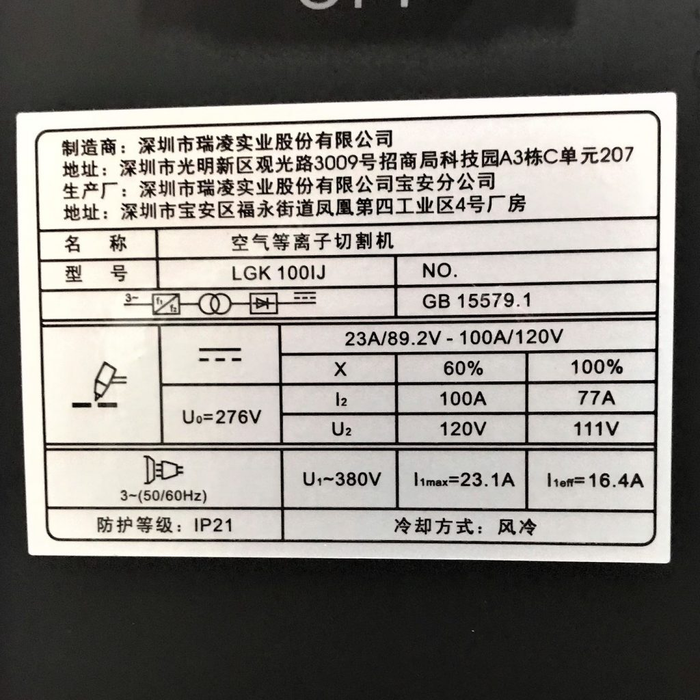 制造商：深圳市瑞凌实业股份有限公司
地址：深圳市光明新区观光路3009号招商局科技园A3栋C单元207
生产厂：深圳市瑞凌实业股份有限公司宝安分公司
地址：深圳市宝安区福永街道凤凰第四工业区4号厂房
名 称 空气等离子切割机
型 号 LGK 100IJ NO.
3~ f1 f2 GB 15579.1
23A/89.2V - 100A/120V
X 60% 100%
U0=276V I2 100A 77A
U2 120V 111V
3~(50/60Hz) U1~380V I1max=23.1A I1eff=16.4A
防护等级：IP21 冷却方式：风冷